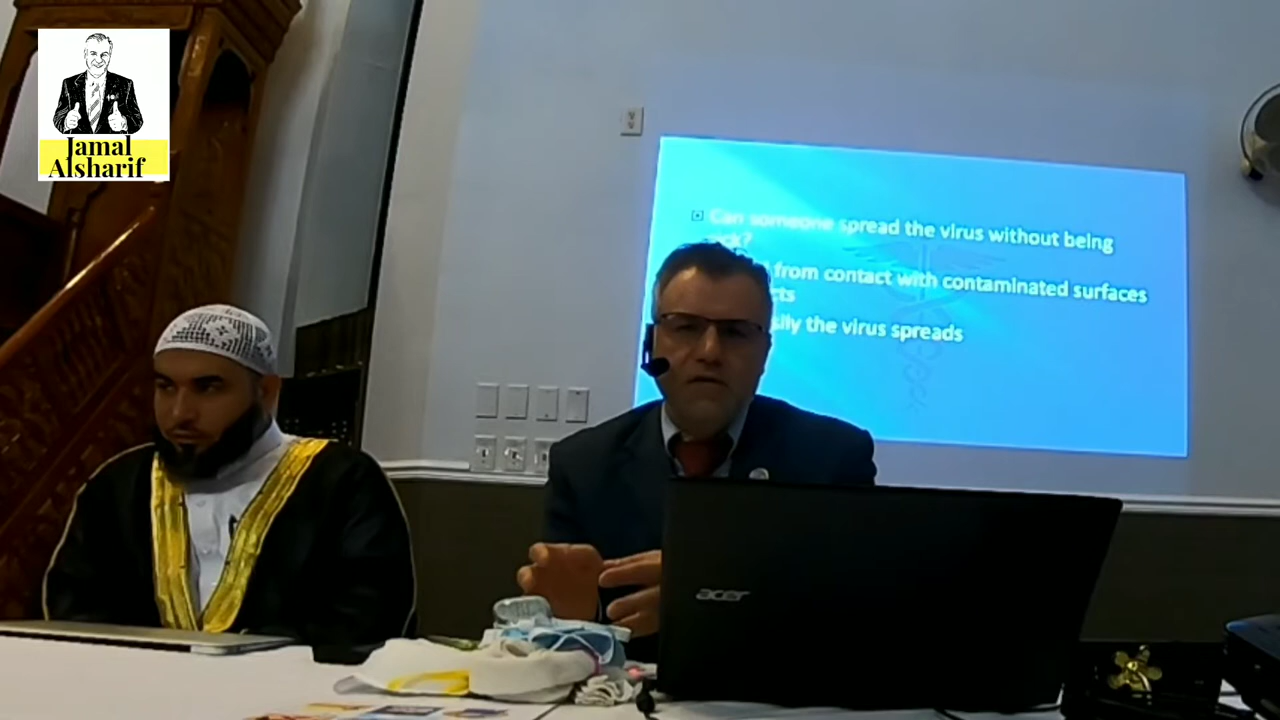 Jamal
Alsharif
Can someone spread the virus without being
from contact with contaminated surfaces
the virus spreads
acer